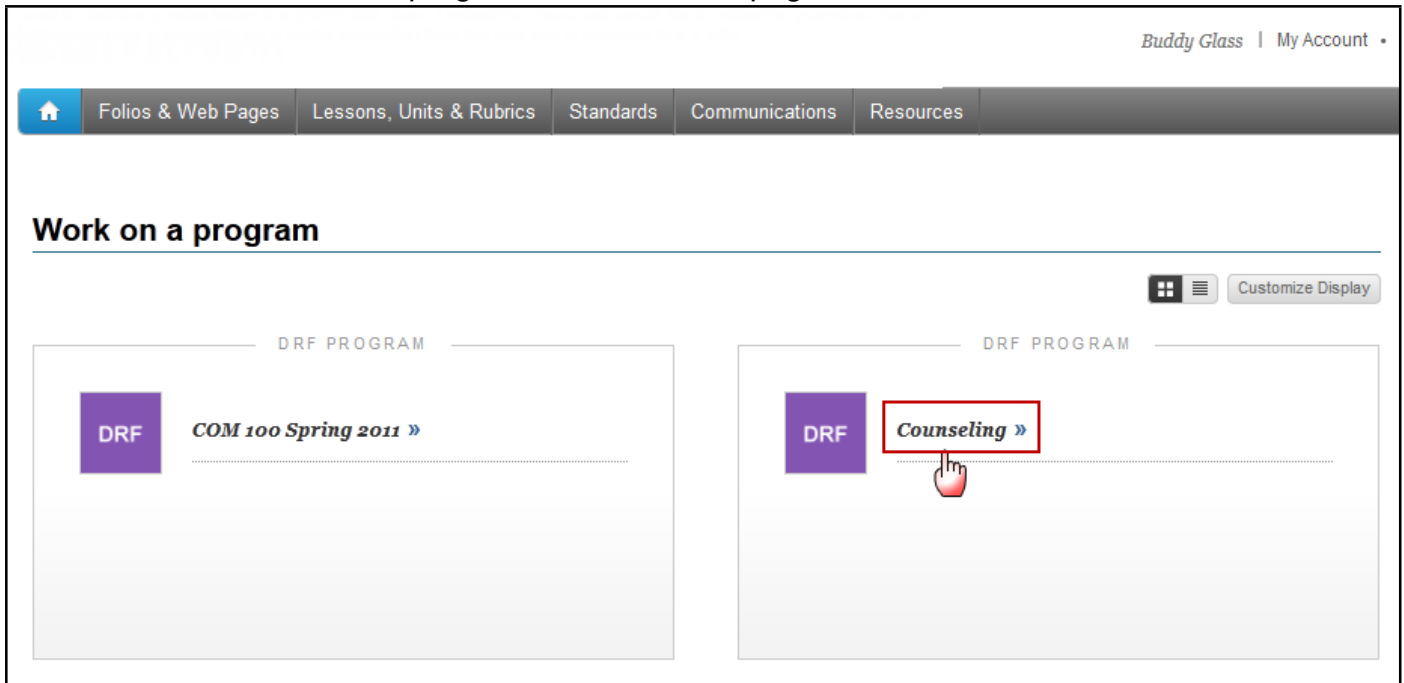 Buddy Glass | My Account
Folios & Web Pages Lessons, Units & Rubrics Standards Communications Resources
Work on a program
Customize Display
DRF PROGRAM
DRF
COM 100 Spring 2011 »
DRF PROGRAM
DRF
Counseling »